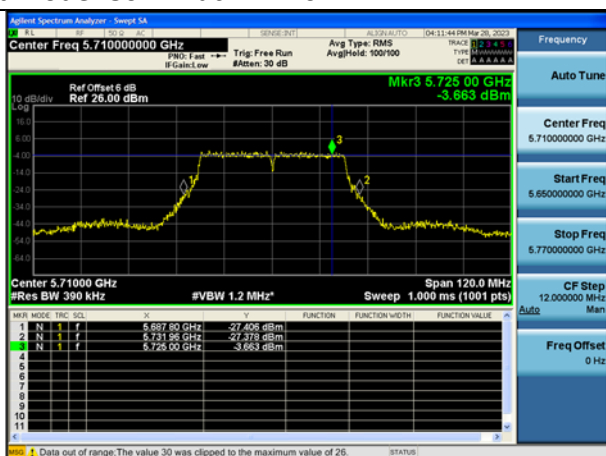 Agilent Spectrum Analyzer - Swept SA
RL RF 50 Ω AC SENSE:INT ALIGN AUTO 04:11:44 PM Mar 28, 2023
Center Freq 5.710000000 GHz
PNO: Fast
IFGain:Low
Trig: Free Run
#Atten: 30 dB
Avg Type: RMS
Avg|Hold: 100/100
TRACE 1 2 3 4 5 6
TYPE
DET
Frequency
Auto Tune
Ref Offset 6 dB
Ref 26.00 dBm
10 dB/div
Log
Mkr3 5.725 00 GHz
-3.663 dBm
16.0
6.00
-4.00
-14.0
-24.0
-34.0
-44.0
-54.0
-64.0
1
2
3
Center Freq
5.710000000 GHz
Start Freq
5.650000000 GHz
Stop Freq
5.770000000 GHz
Center 5.71000 GHz Span 120.0 MHz
#Res BW 390 kHz #VBW 1.2 MHz* Sweep 1.000 ms (1001 pts)
CF Step
12.000000 MHz
Auto Man
Freq Offset
0 Hz
MKR MODE TRC SCL X Y FUNCTION FUNCTION WIDTH FUNCTION VALUE
1 N 1 f 5.687 80 GHz -27.406 dBm
2 N 1 f 5.731 96 GHz -27.378 dBm
3 N 1 f 5.725 00 GHz -3.663 dBm
4
5
6
7
8
9
10
11
MSG Data out of range;The value 30 was clipped to the maximum value of 26. STATUS